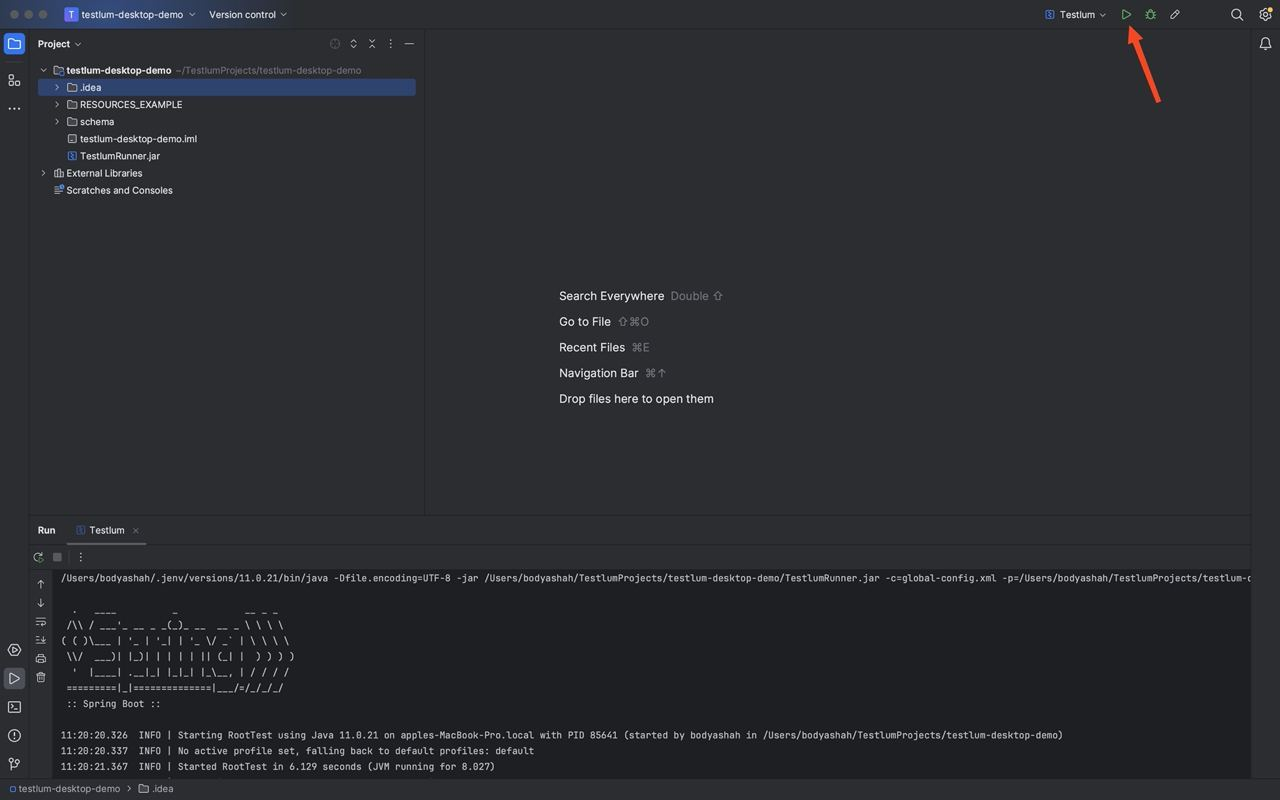 T testlum-desktop-demo Version control Testlum
Project
testlum-desktop-demo ~/TestlumProjects/testlum-desktop-demo
.idea
RESOURCES_EXAMPLE
schema
testlum-desktop-demo.iml
TestlumRunner.jar
External Libraries
Scratches and Consoles
Search Everywhere Double ⇧
Go to File ⇧⌘O
Recent Files ⌘E
Navigation Bar ⌘↑
Drop files here to open them
Run Testlum
/Users/bodyashah/.jenv/versions/11.0.21/bin/java -Dfile.encoding=UTF-8 -jar /Users/bodyashah/TestlumProjects/testlum-desktop-demo/TestlumRunner.jar -c=global-config.xml -p=/Users/bodyashah/TestlumProjects/testlum-d
  .   ____          _            __ _ _
 /\\ / ___'_ __ _ _(_)_ __  __ _ \ \ \ \
( ( )\___ | '_ | '_| | '_ \/ _` | \ \ \ \
 \\/  ___)| |_)| | | | | || (_| |  ) ) ) )
  '  |____| .__|_| |_|_| |_\__, | / / / /
 =========|_|==============|___/=/_/_/_/
 :: Spring Boot ::
11:20:20.326  INFO | Starting RootTest using Java 11.0.21 on apples-MacBook-Pro.local with PID 85641 (started by bodyashah in /Users/bodyashah/TestlumProjects/testlum-desktop-demo)
11:20:20.337  INFO | No active profile set, falling back to default profiles: default
11:20:21.367  INFO | Started RootTest in 6.129 seconds (JVM running for 8.027)
testlum-desktop-demo > .idea